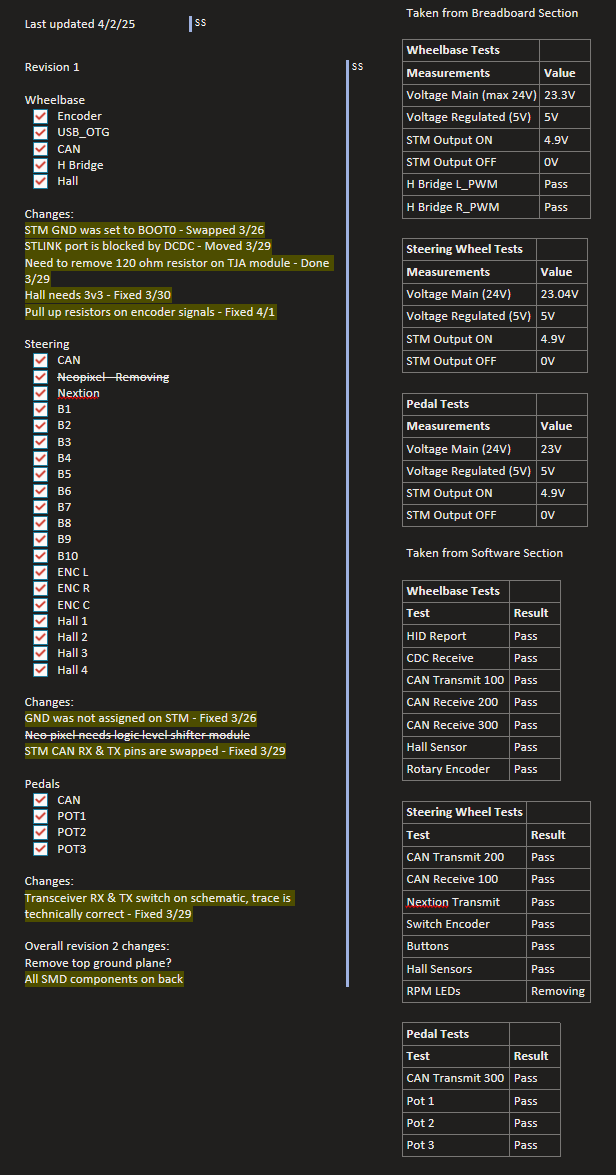 Last updated 4/2/25
SS
Revision 1
SS
Wheelbase
Encoder
USB_OTG
CAN
H Bridge
Hall
Changes:
STM GND was set to BOOT0 - Swapped 3/26
STLINK port is blocked by DCDC - Moved 3/29
Need to remove 120 ohm resistor on TJA module - Done
3/29
Hall needs 3v3 - Fixed 3/30
Pull up resistors on encoder signals - Fixed 4/1
Steering
CAN
Neopixel - Removing
Nextion
B1
B2
B3
B4
B5
B6
B7
B8
B9
B10
ENC L
ENC R
ENC C
Hall 1
Hall 2
Hall 3
Hall 4
Changes:
GND was not assigned on STM - Fixed 3/26
Neo pixel needs logic level shifter module
STM CAN RX & TX pins are swapped - Fixed 3/29
Pedals
CAN
POT1
POT2
POT3
Changes:
Transceiver RX & TX switch on schematic, trace is
technically correct - Fixed 3/29
Overall revision 2 changes:
Remove top ground plane?
All SMD components on back
Taken from Breadboard Section
Wheelbase Tests
Measurements Value
Voltage Main (max 24V) 23.3V
Voltage Regulated (5V) 5V
STM Output ON 4.9V
STM Output OFF 0V
H Bridge L_PWM Pass
H Bridge R_PWM Pass
Steering Wheel Tests
Measurements Value
Voltage Main (24V) 23.04V
Voltage Regulated (5V) 5V
STM Output ON 4.9V
STM Output OFF 0V
Pedal Tests
Measurements Value
Voltage Main (24V) 23V
Voltage Regulated (5V) 5V
STM Output ON 4.9V
STM Output OFF 0V
Taken from Software Section
Wheelbase Tests
Test Result
HID Report Pass
CDC Receive Pass
CAN Transmit 100 Pass
CAN Receive 200 Pass
CAN Receive 300 Pass
Hall Sensor Pass
Rotary Encoder Pass
Steering Wheel Tests
Test Result
CAN Transmit 200 Pass
CAN Receive 100 Pass
Nextion Transmit Pass
Switch Encoder Pass
Buttons Pass
Hall Sensors Pass
RPM LEDs Removing
Pedal Tests
Test Result
CAN Transmit 300 Pass
Pot 1 Pass
Pot 2 Pass
Pot 3 Pass